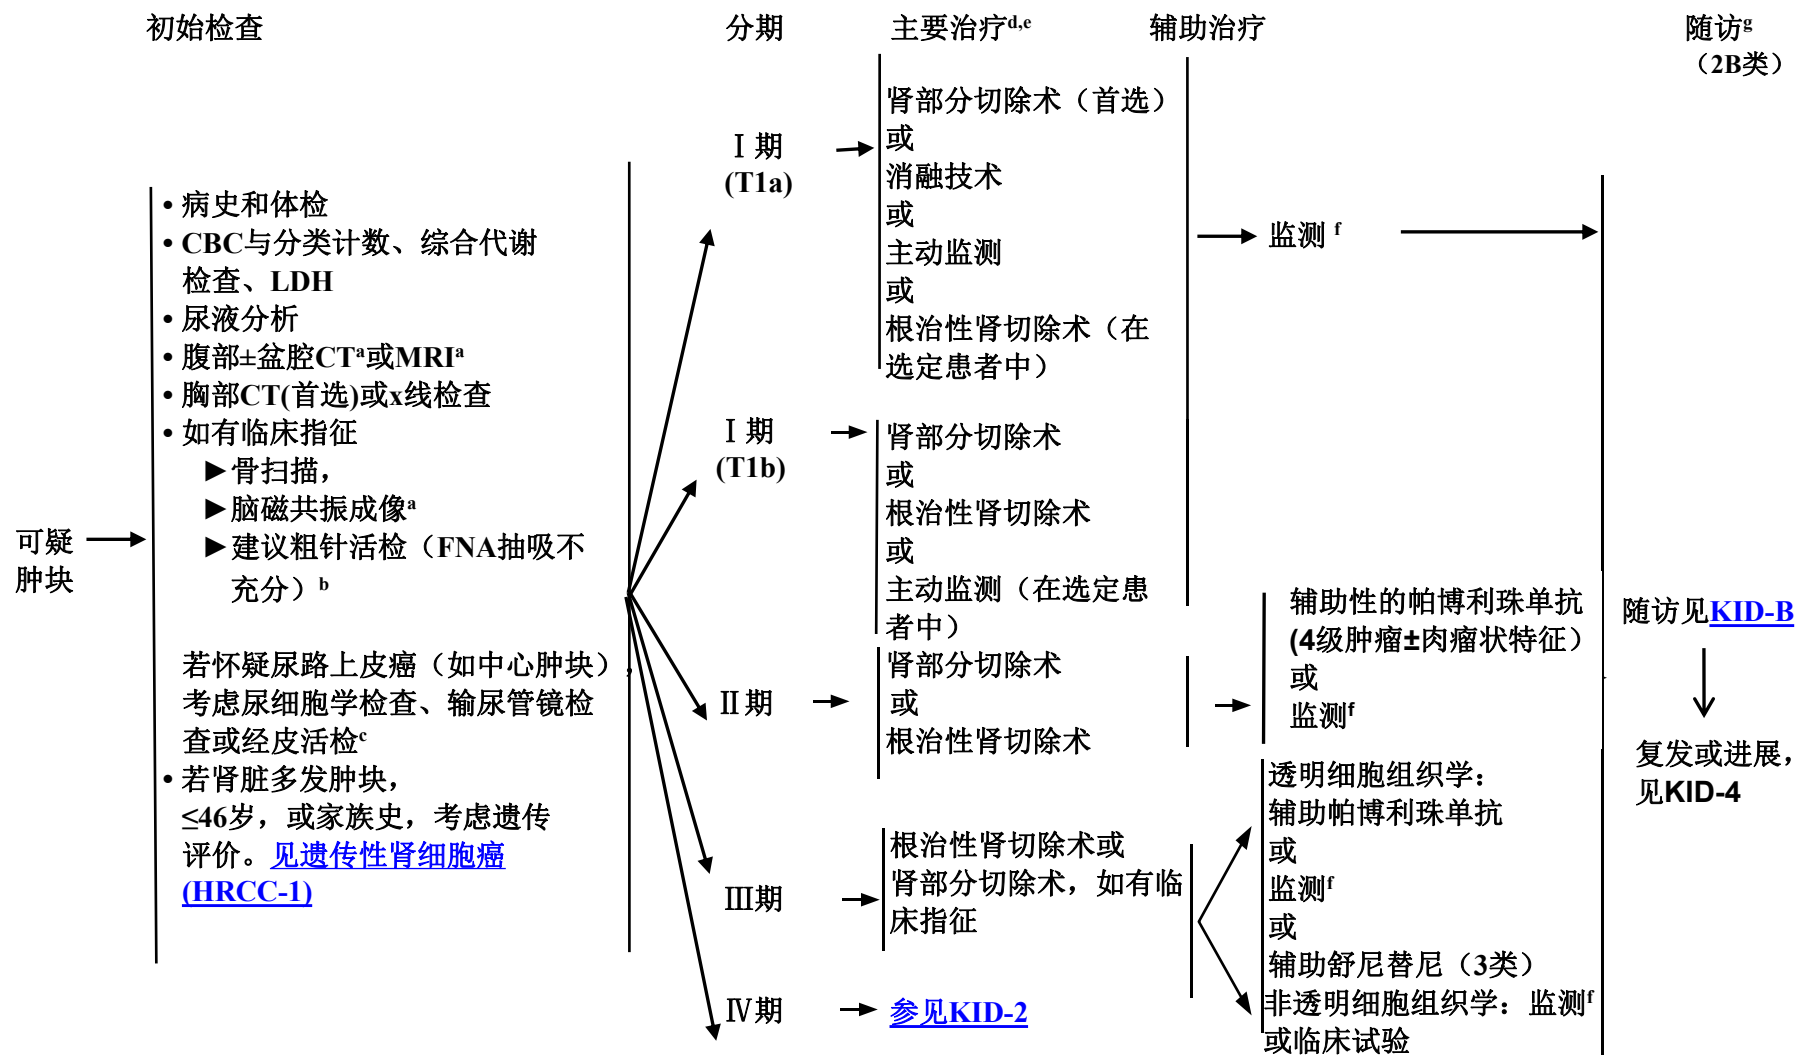 初始检查
分期
主要治疗d,e
辅助治疗
随访g
（2B类）
可疑
肿块
• 病史和体检
• CBC与分类计数、综合代谢
检查、LDH
• 尿液分析
• 腹部±盆腔CTa或MRIa
• 胸部CT(首选)或x线检查
• 如有临床指征
►骨扫描，
►脑磁共振成像a
►建议粗针活检（FNA抽吸不
充分）b
若怀疑尿路上皮癌（如中心肿块），
考虑尿细胞学检查、输尿管镜检
查或经皮活检c
• 若肾脏多发肿块，
≤46岁，或家族史，考虑遗传
评价。见遗传性肾细胞癌
(HRCC-1)
Ⅰ期
(T1a)
肾部分切除术（首选）
或
消融技术
或
主动监测
或
根治性肾切除术（在
选定患者中）
监测 f
Ⅰ期
(T1b)
肾部分切除术
或
根治性肾切除术
或
主动监测（在选定患
者中）
Ⅱ期
肾部分切除术
或
根治性肾切除术
辅助性的帕博利珠单抗
(4级肿瘤±肉瘤状特征）
或
监测f
Ⅲ期
根治性肾切除术或
肾部分切除术，如有临
床指征
透明细胞组织学：
辅助帕博利珠单抗
或
监测f
或
辅助舒尼替尼（3类）
非透明细胞组织学：监测f
或临床试验
Ⅳ期
参见KID-2
随访见KID-B
复发或进展，
见KID-4